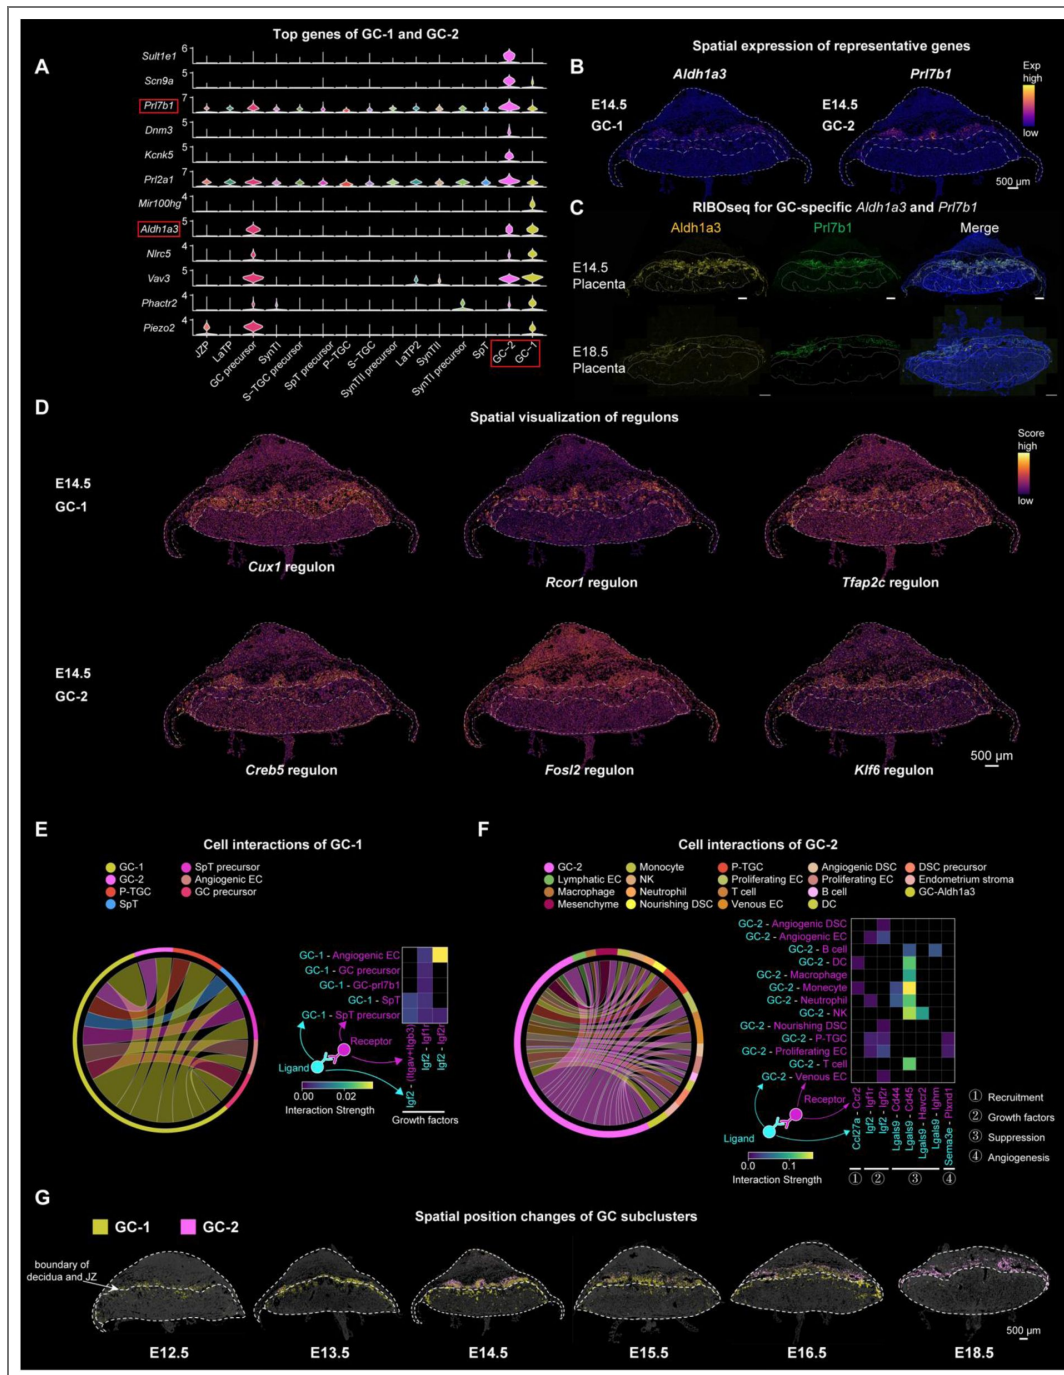 Top genes of GC-1 and GC-2
A
Sult1e1
6
Scn9a
5
Prl7b1
7
Dnm3
5
Kcnk5
5
Prl2a1
7
Mir100hg
4
Aldh1a3
5
Nlrc5
4
Vav3
5
Phactr2
4
Piezo2
4
JZP
LaTP
GC precursor
SynTI
S-TGC precursor
SpT precursor
P-TGC
S-TGC
SynTII precursor
LaTP2
SynTII
SynTI precursor
SpT
GC-2
GC-1
Spatial expression of representative genes
B
Aldh1a3
Prl7b1
E14.5
GC-1
E14.5
GC-2
Exp
high
low
500 µm
C
RIBOseq for GC-specific Aldh1a3 and Prl7b1
Aldh1a3
Prl7b1
Merge
E14.5
Placenta
E18.5
Placenta
D
Spatial visualization of regulons
Score
high
low
E14.5
GC-1
Cux1 regulon
Rcor1 regulon
Tfap2c regulon
E14.5
GC-2
Creb5 regulon
Fosl2 regulon
Klf6 regulon
500 µm
E
Cell interactions of GC-1
GC-1
GC-2
P-TGC
SpT
SpT precursor
Angiogenic EC
GC precursor
GC-1 - Angiogenic EC
GC-1 - GC precursor
GC-1 - GC-prl7b1
GC-1 - SpT
GC-1 - SpT precursor
Receptor
Ligand
0.00 0.02
Interaction Strength
Igf2 - (Itgav+Itgb3)
Igf2 - Igf1r
Igf2 - Igf2r
Growth factors
F
Cell interactions of GC-2
GC-2
Lymphatic EC
Macrophage
Mesenchyme
Monocyte
NK
Neutrophil
Nourishing DSC
P-TGC
Proliferating EC
T cell
Venous EC
Angiogenic DSC
Proliferating EC
B cell
DC
DSC precursor
Endometrium stroma
GC-Aldh1a3
GC-2 - Angiogenic DSC
GC-2 - Angiogenic EC
GC-2 - B cell
GC-2 - DC
GC-2 - Macrophage
GC-2 - Monecyte
GC-2 - Neutrophil
GC-2 - NK
GC-2 - Nourishing DSC
GC-2 - P-TGC
GC-2 - Proliferating EC
GC-2 - T cell
GC-2 - Venous EC
Receptor
Ligand
0.0 0.1
Interaction Strength
Ccl27a - Ccr2
Igf2 - Igf1r
Igf2 - Igf2r
Lgals9 - Cd44
Lgals9 - Cd45
Lgals9 - Havcr2
Lgals9 - Ighm
Sema3e - Plxnd1
① ② ③ ④
① Recruitment
② Growth factors
③ Suppression
④ Angiogenesis
G
GC-1
GC-2
Spatial position changes of GC subclusters
boundary of
decidua and JZ
500 µm
E12.5
E13.5
E14.5
E15.5
E16.5
E18.5